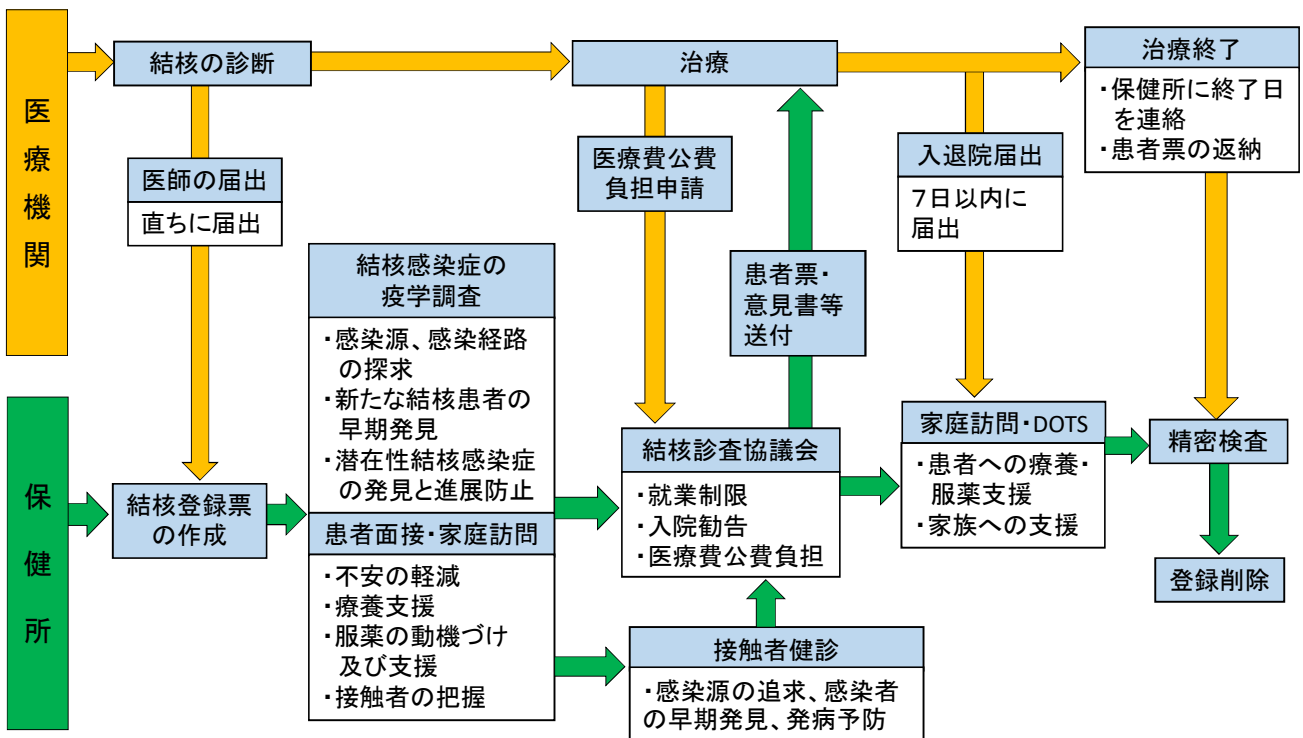 医療機関
結核の診断
治療
治療終了
・保健所に終了日
を連絡
・患者票の返納
医師の届出
直ちに届出
医療費公費
負担申請
入退院届出
7日以内に
届出
結核感染症の
疫学調査
・感染源、感染経路
の探求
・新たな結核患者の
早期発見
・潜在性結核感染症
の発見と進展防止
患者票・
意見書等
送付
保健所
結核登録票
の作成
患者面接・家庭訪問
・不安の軽減
・療養支援
・服薬の動機づけ
及び支援
・接触者の把握
結核診査協議会
・就業制限
・入院勧告
・医療費公費負担
家庭訪問・DOTS
・患者への療養・
服薬支援
・家族への支援
精密検査
登録削除
接触者健診
・感染源の追求、感染者
の早期発見、発病予防